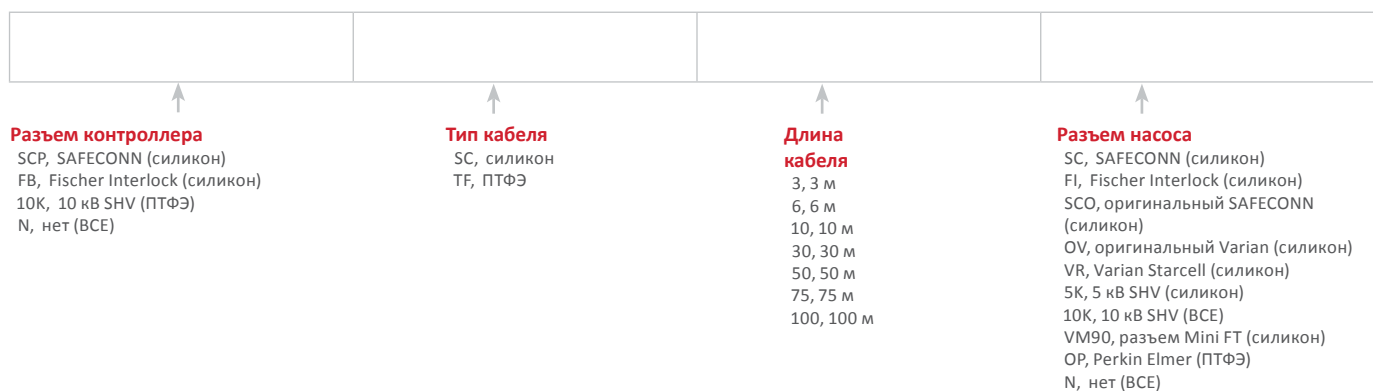 Разъем контроллера
SCP, SAFECONN (силикон)
FB, Fischer Interlock (силикон)
10K, 10 кВ SHV (ПТФЭ)
N, нет (ВСЕ)
Тип кабеля
SC, силикон
TF, ПТФЭ
Длина
кабеля
3, 3 м
6, 6 м
10, 10 м
30, 30 м
50, 50 м
75, 75 м
100, 100 м
Разъем насоса
SC, SAFECONN (силикон)
FI, Fischer Interlock (силикон)
SCO, оригинальный SAFECONN
(силикон)
OV, оригинальный Varian (силикон)
VR, Varian Starcell (силикон)
5K, 5 кВ SHV (силикон)
10K, 10 кВ SHV (ВСЕ)
VM90, разъем Mini FT (силикон)
OP, Perkin Elmer (ПТФЭ)
N, нет (ВСЕ)